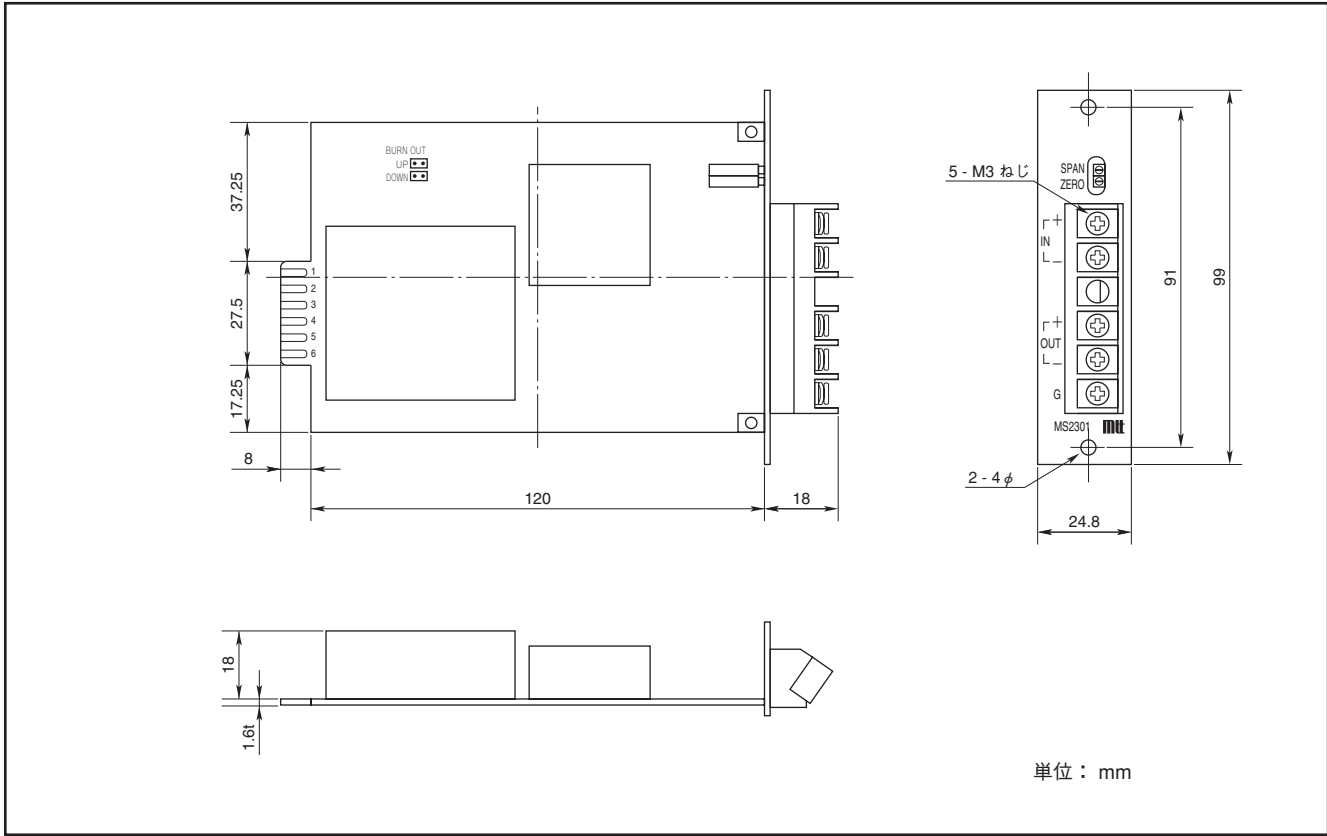 BURN OUT
UP
DOWN
37.25
27.5
17.25
1
2
3
4
5
6
8
120
18
5 - M3 ねじ
SPAN
ZERO
+
IN
−
+
OUT
−
G
MS2301 mtt
2 - 4φ
91
99
24.8
18
1.6t
単位： mm